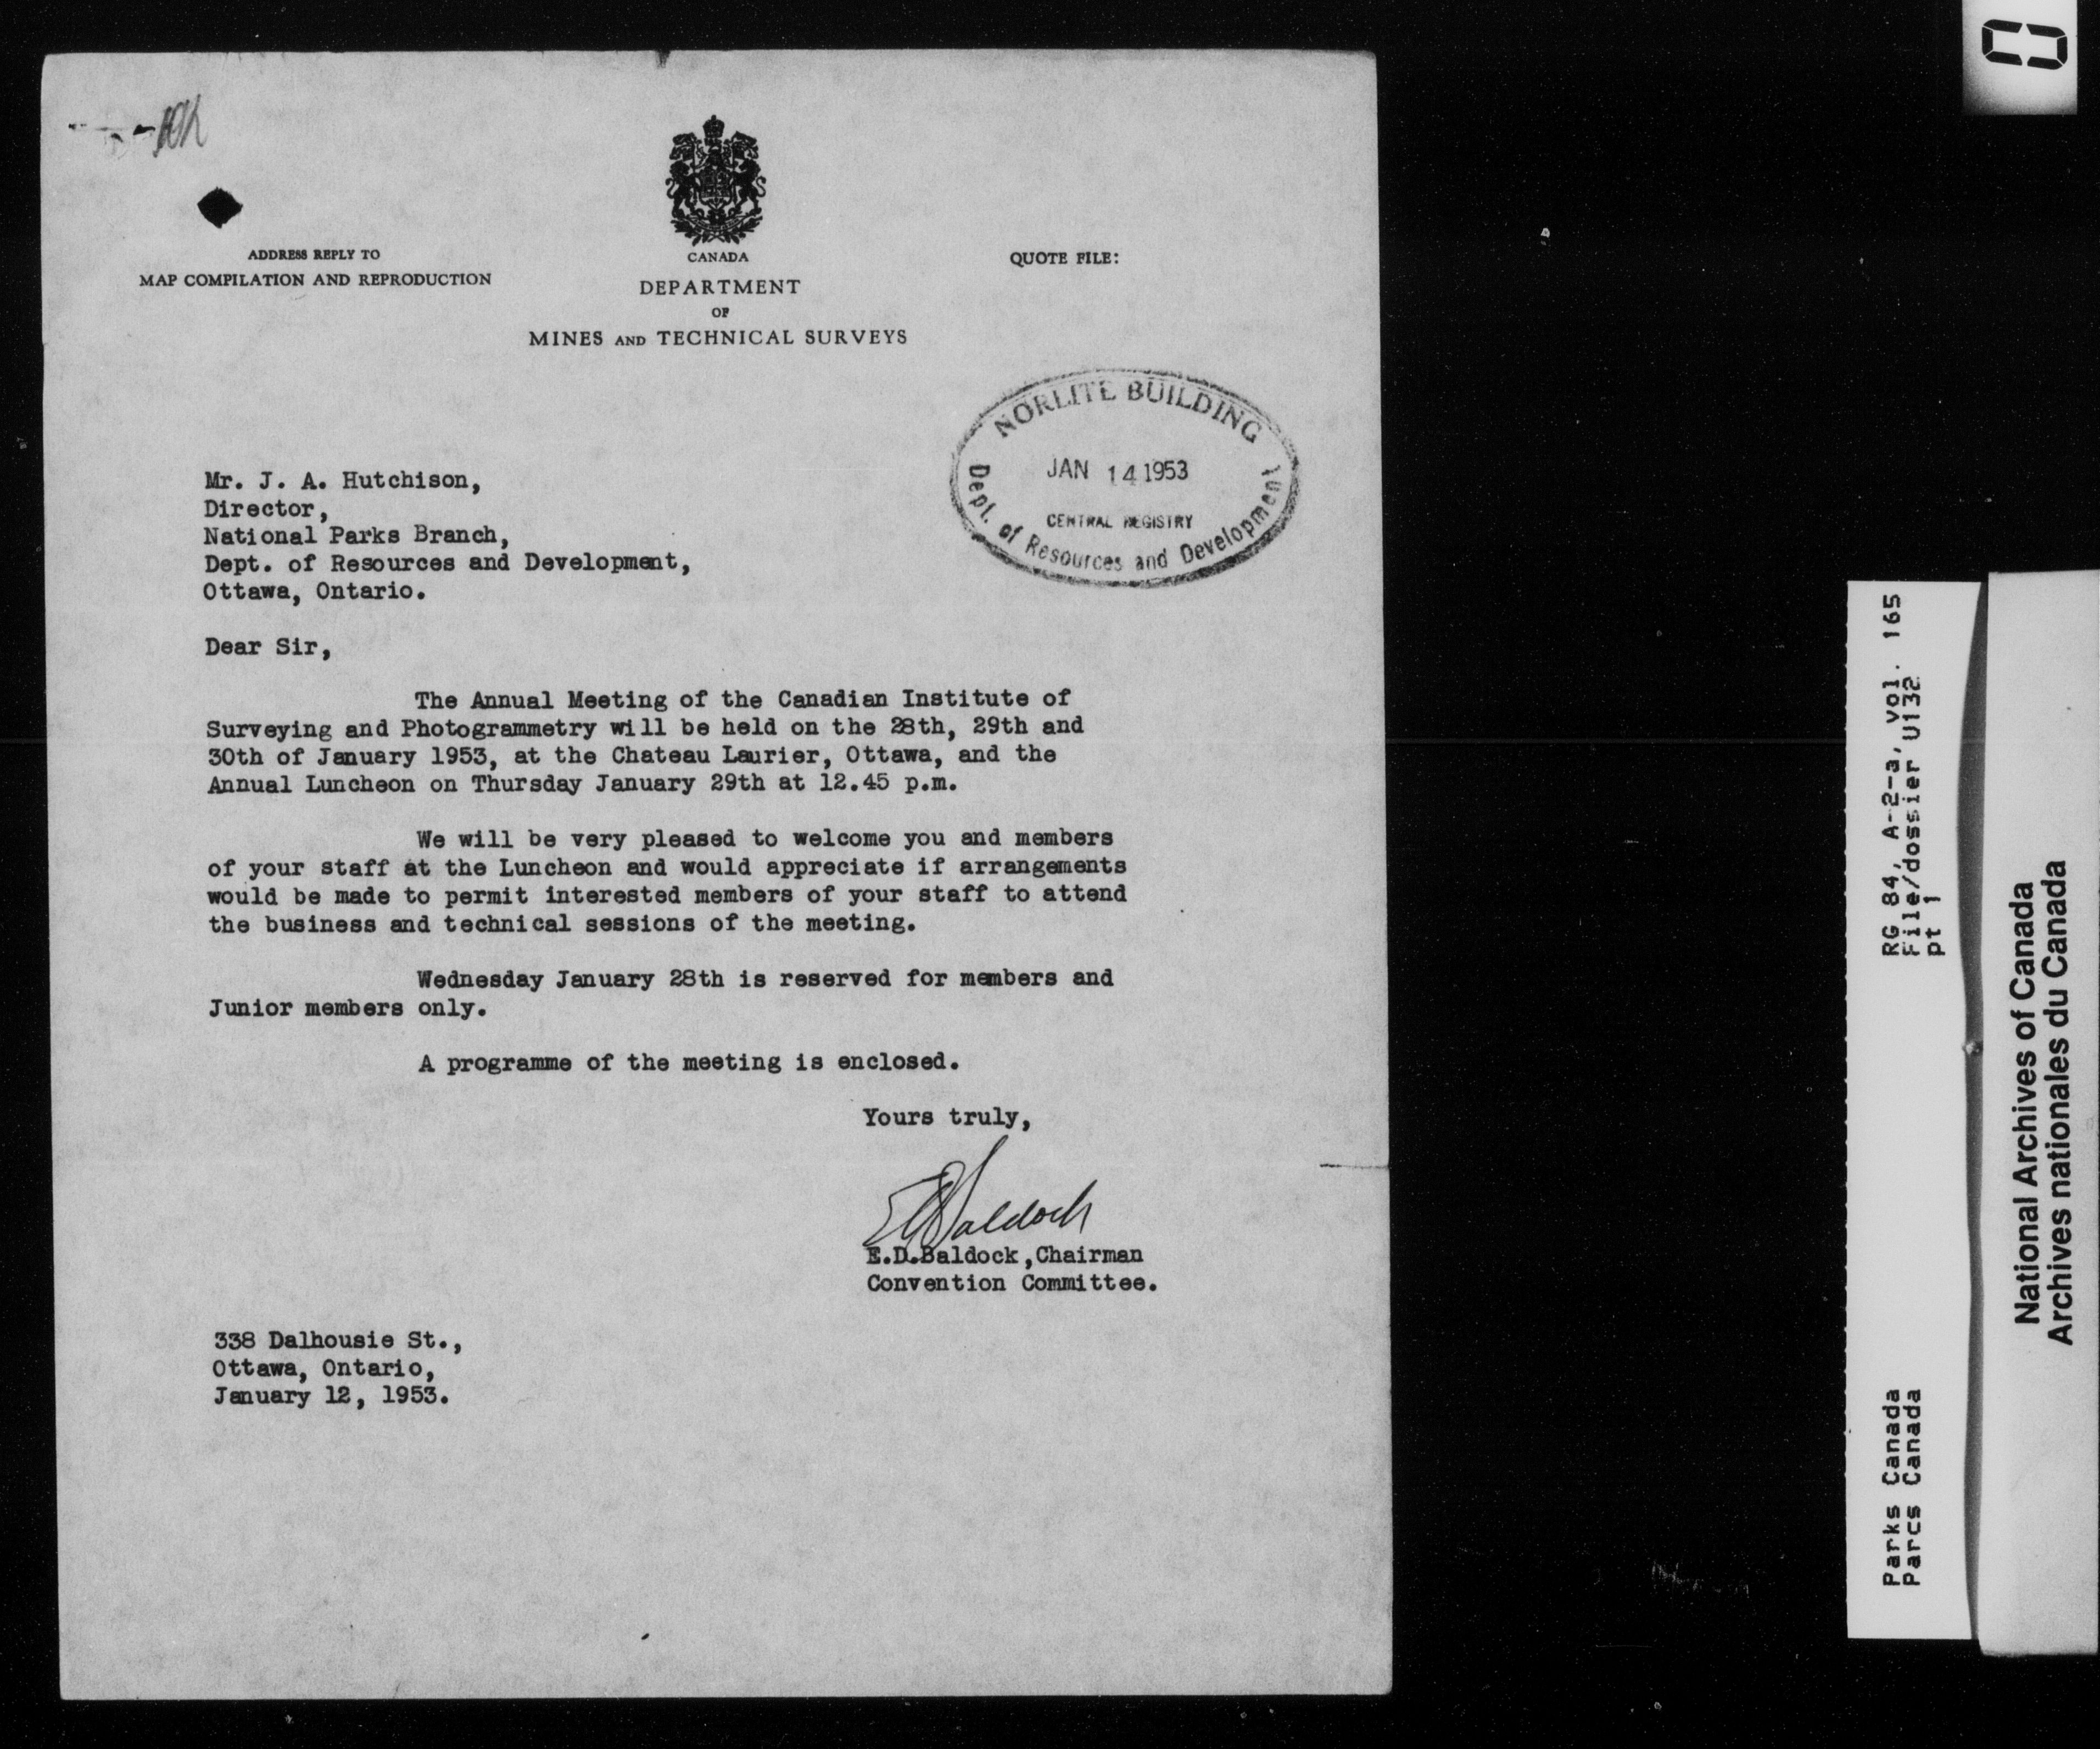 ADDRESS REPLY TO
MAP COMPILATION AND REPRODUCTION
CANADA
DEPARTMENT
OF
MINES AND TECHNICAL SURVEYS
QUOTE FILE:
NORLITE BUILDING
JAN 14 1953
CENTRAL REGISTRY
Dept. of Resources and Development
Mr. J. A. Hutchison,
Director,
National Parks Branch,
Dept. of Resources and Development,
Ottawa, Ontario.
Dear Sir,
The Annual Meeting of the Canadian Institute of
Surveying and Photogrammetry will be held on the 28th, 29th and
30th of January 1953, at the Chateau Laurier, Ottawa, and the
Annual Luncheon on Thursday January 29th at 12.45 p.m.
We will be very pleased to welcome you and members
of your staff at the Luncheon and would appreciate if arrangements
would be made to permit interested members of your staff to attend
the business and technical sessions of the meeting.
Wednesday January 28th is reserved for members and
Junior members only.
A programme of the meeting is enclosed.
Yours truly,
E D Baldock
E.D.Baldock,Chairman
Convention Committee.
338 Dalhousie St.,
Ottawa, Ontario,
January 12, 1953.
RG 84, A-2-a, vol. 165
File/dossier U132
pt 1
Parks Canada
Parcs Canada
National Archives of Canada
Archives nationales du Canada